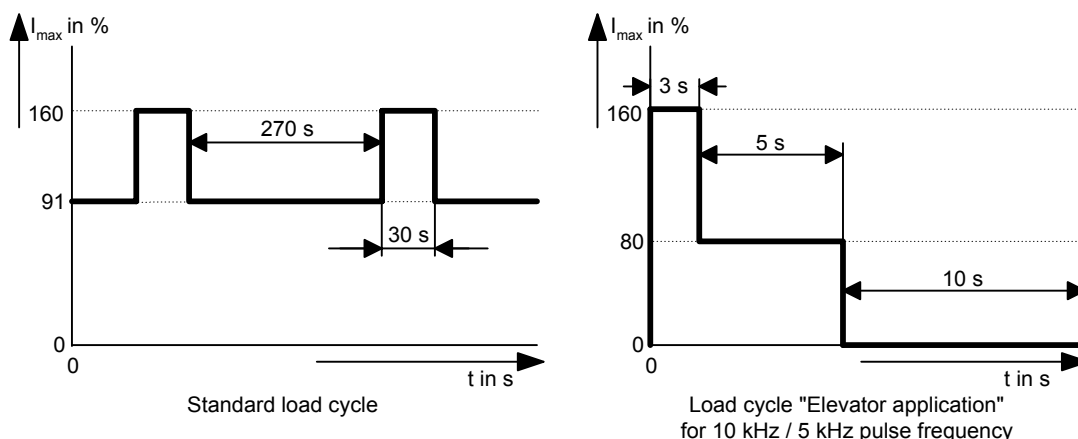 I_max in %
160
270 s
91
30 s
0
0
t in s
Standard load cycle
I_max in %
3 s
160
5 s
80
10 s
0
0
t in s
Load cycle "Elevator application"
for 10 kHz / 5 kHz pulse frequency